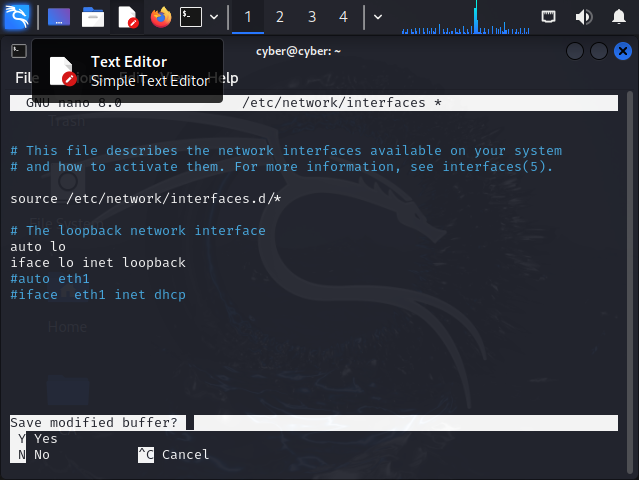 1 2 3 4
cyber@cyber: ~
File Help
Text Editor
Simple Text Editor
GNU nano 8.0 /etc/network/interfaces *
Trash
# This file describes the network interfaces available on your system
# and how to activate them. For more information, see interfaces(5).
source /etc/network/interfaces.d/*
File System
# The loopback network interface
auto lo
iface lo inet loopback
#auto eth1
#iface  eth1 inet dhcp
Home
Save modified buffer?
Y Yes
N No ^C Cancel